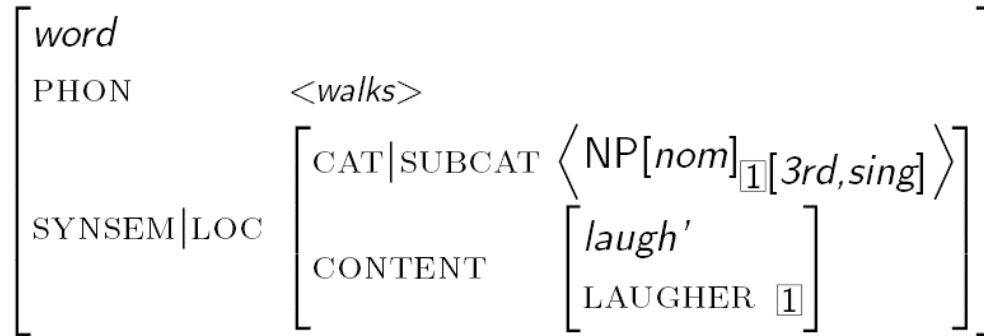 word
PHON <walks>
CAT|SUBCAT ⟨NP[nom]1[3rd,sing]⟩
SYNSEM|LOC
laugh’
CONTENT
LAUGHER 1